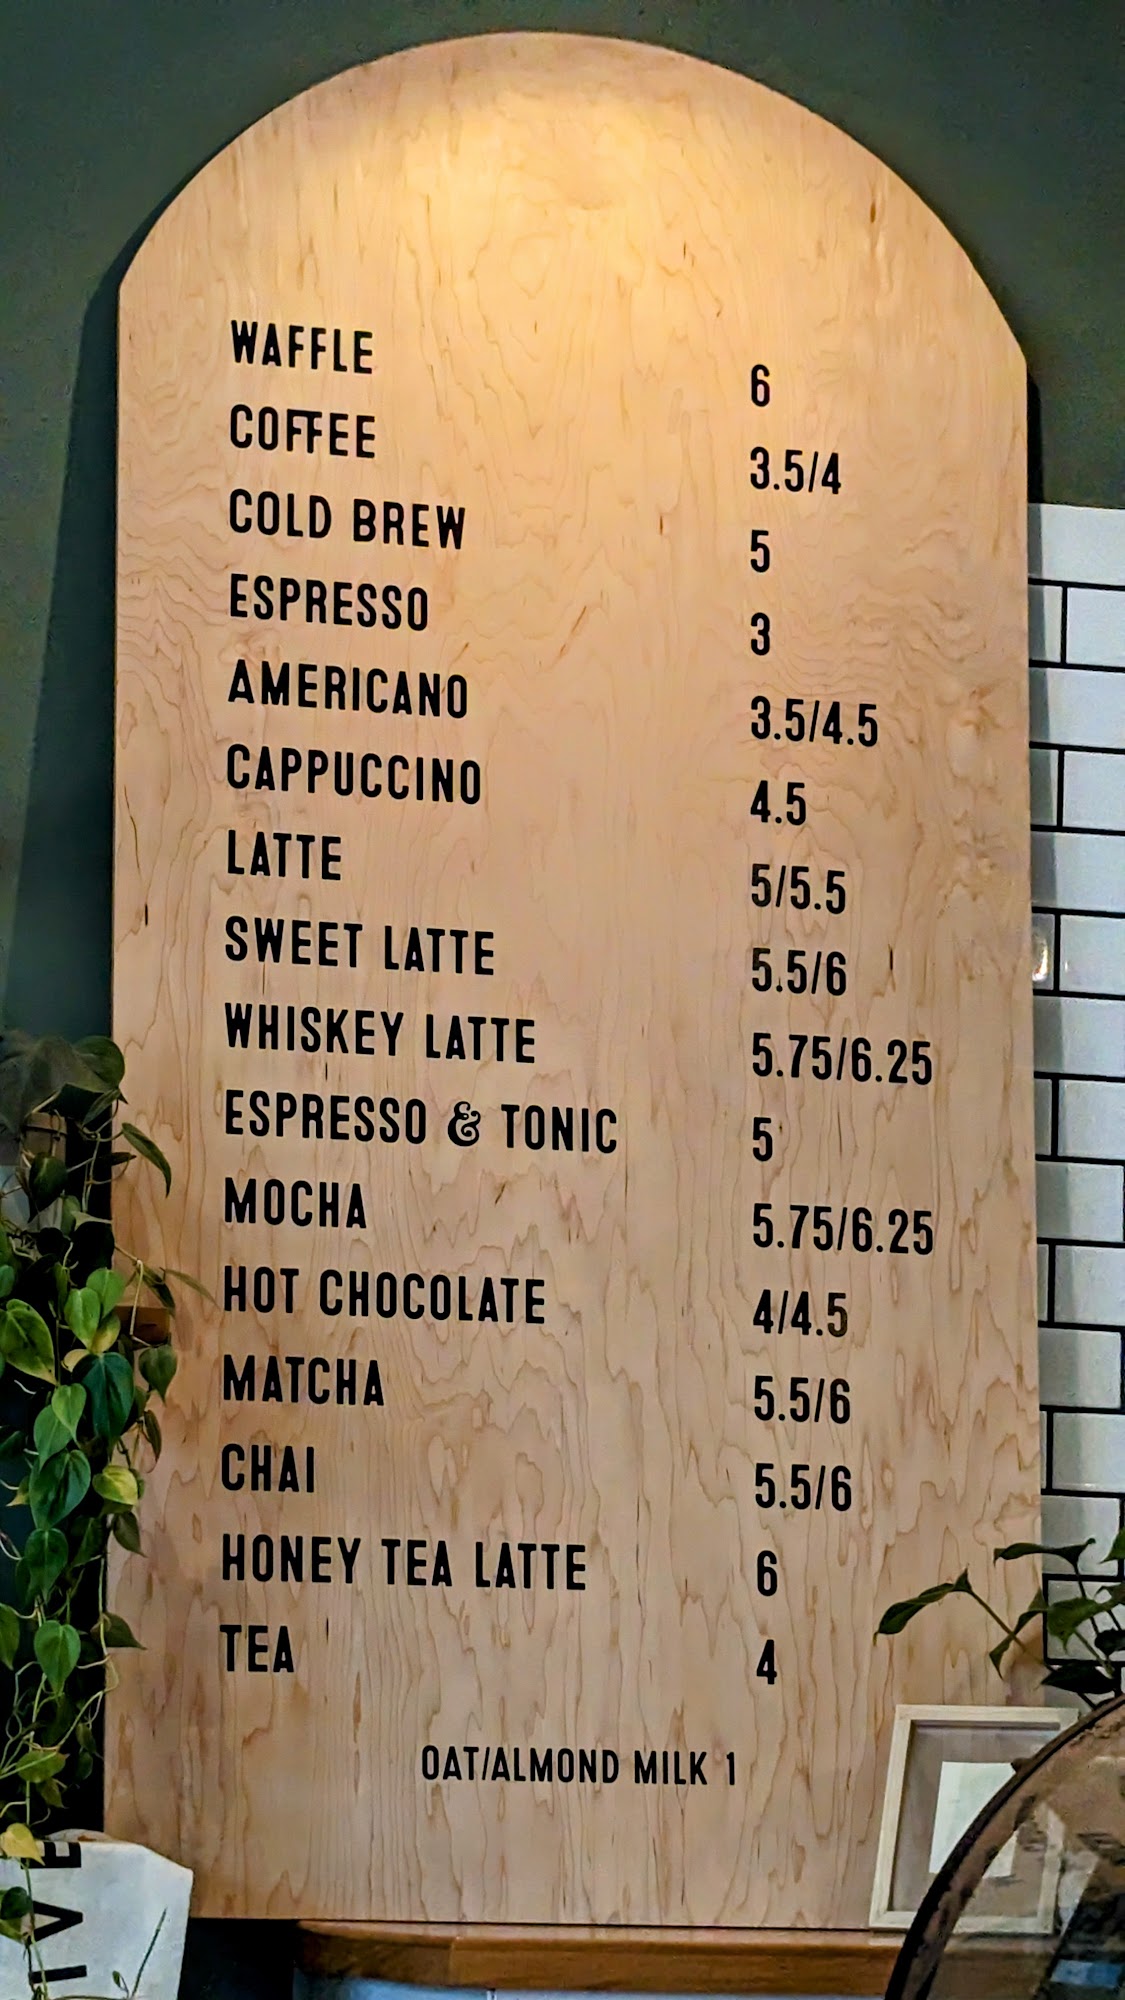 WAFFLE 6
COFFEE 3.5/4
COLD BREW 5
ESPRESSO 3
AMERICANO 3.5/4.5
CAPPUCCINO 4.5
LATTE 5/5.5
SWEET LATTE 5.5/6
WHISKEY LATTE 5.75/6.25
ESPRESSO & TONIC 5
MOCHA 5.75/6.25
HOT CHOCOLATE 4/4.5
MATCHA 5.5/6
CHAI 5.5/6
HONEY TEA LATTE 6
TEA 4
OAT/ALMOND MILK 1